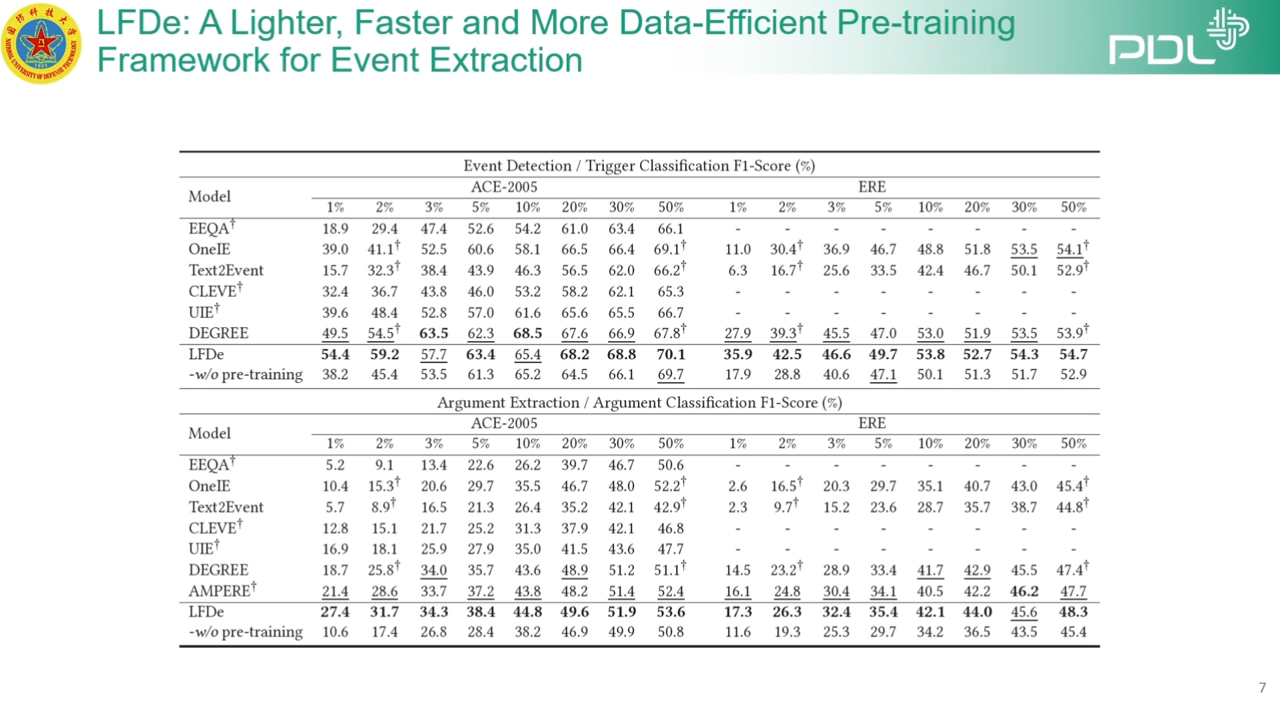 LFDe: A Lighter, Faster and More Data-Efficient Pre-training
Framework for Event Extraction
PDL
Event Detection / Trigger Classification F1-Score (%)
Model ACE-2005 ERE
1% 2% 3% 5% 10% 20% 30% 50% 1% 2% 3% 5% 10% 20% 30% 50%
EEQA† 18.9 29.4 47.4 52.6 54.2 61.0 63.4 66.1 - - - - - - - -
OneIE 39.0 41.1† 52.5 60.6 58.1 66.5 66.4 69.1† 11.0 30.4† 36.9 46.7 48.8 51.8 53.5 54.1†
Text2Event 15.7 32.3† 38.4 43.9 46.3 56.5 62.0 66.2† 6.3 16.7† 25.6 33.5 42.4 46.7 50.1 52.9†
CLEVE† 32.4 36.7 43.8 46.0 53.2 58.2 62.1 65.3 - - - - - - - -
UIE† 39.6 48.4 52.8 57.0 61.6 65.6 65.5 66.7 - - - - - - - -
DEGREE 49.5 54.5† 63.5 62.3 68.5 67.6 66.9 67.8† 27.9 39.3† 45.5 47.0 53.0 51.9 53.5 53.9†
LFDe 54.4 59.2 57.7 63.4 65.4 68.2 68.8 70.1 35.9 42.5 46.6 49.7 53.8 52.7 54.3 54.7
-w/o pre-training 38.2 45.4 53.5 61.3 65.2 64.5 66.1 69.7 17.9 28.8 40.6 47.1 50.1 51.3 51.7 52.9
Argument Extraction / Argument Classification F1-Score (%)
Model ACE-2005 ERE
1% 2% 3% 5% 10% 20% 30% 50% 1% 2% 3% 5% 10% 20% 30% 50%
EEQA† 5.2 9.1 13.4 22.6 26.2 39.7 46.7 50.6 - - - - - - - -
OneIE 10.4 15.3† 20.6 29.7 35.5 46.7 48.0 52.2† 2.6 16.5† 20.3 29.7 35.1 40.7 43.0 45.4†
Text2Event 5.7 8.9† 16.5 21.3 26.4 35.2 42.1 42.9† 2.3 9.7† 15.2 23.6 28.7 35.7 38.7 44.8†
CLEVE† 12.8 15.1 21.7 25.2 31.3 37.9 42.1 46.8 - - - - - - - -
UIE† 16.9 18.1 25.9 27.9 35.0 41.5 43.6 47.7 - - - - - - - -
DEGREE 18.7 25.8† 34.0 35.7 43.6 48.9 51.2 51.1† 14.5 23.2† 28.9 33.4 41.7 42.9 45.5 47.4†
AMPERE† 21.4 28.6 33.7 37.2 43.8 48.2 51.4 52.4 16.1 24.8 30.4 34.1 40.5 42.2 46.2 47.7
LFDe 27.4 31.7 34.3 38.4 44.8 49.6 51.9 53.6 17.3 26.3 32.4 35.4 42.1 44.0 45.6 48.3
-w/o pre-training 10.6 17.4 26.8 28.4 38.2 46.9 49.9 50.8 11.6 19.3 25.3 29.7 34.2 36.5 43.5 45.4
7